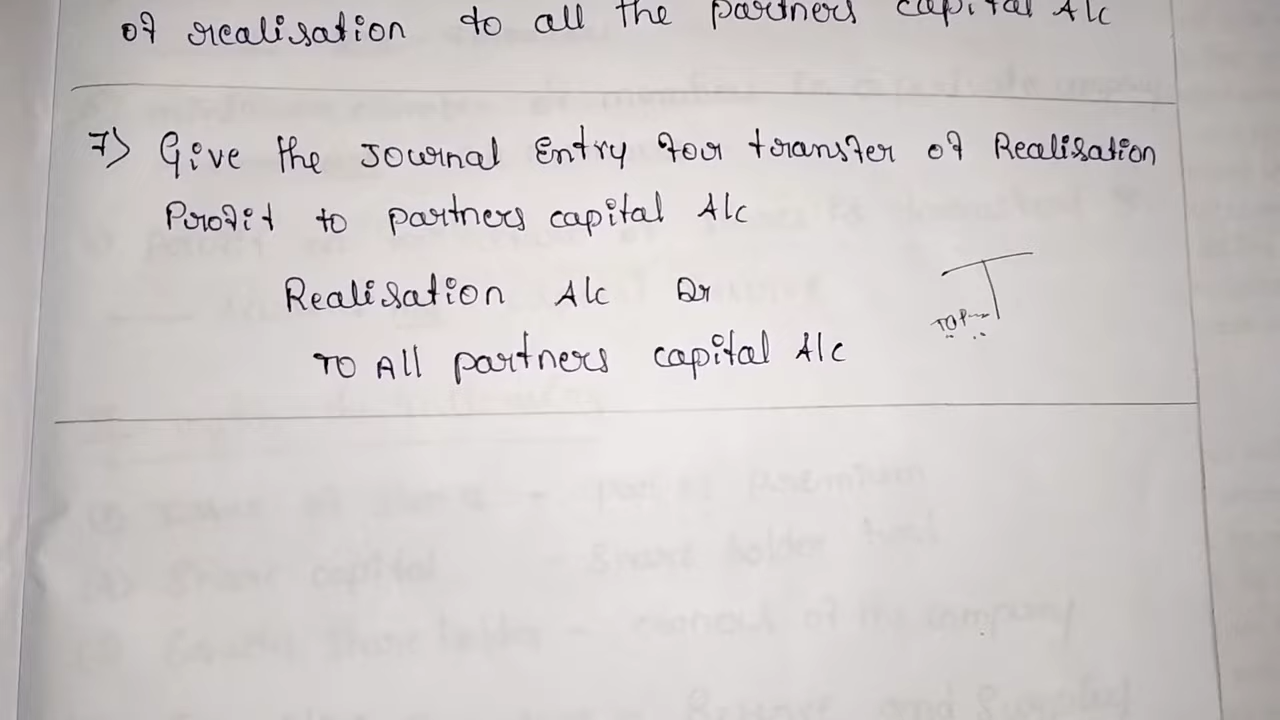 of realisation to all the partners capital A/c
7) Give the Journal Entry for transfer of Realisation
Profit to partners capital A/c
Realisation A/c Dr
To All partners capital A/c